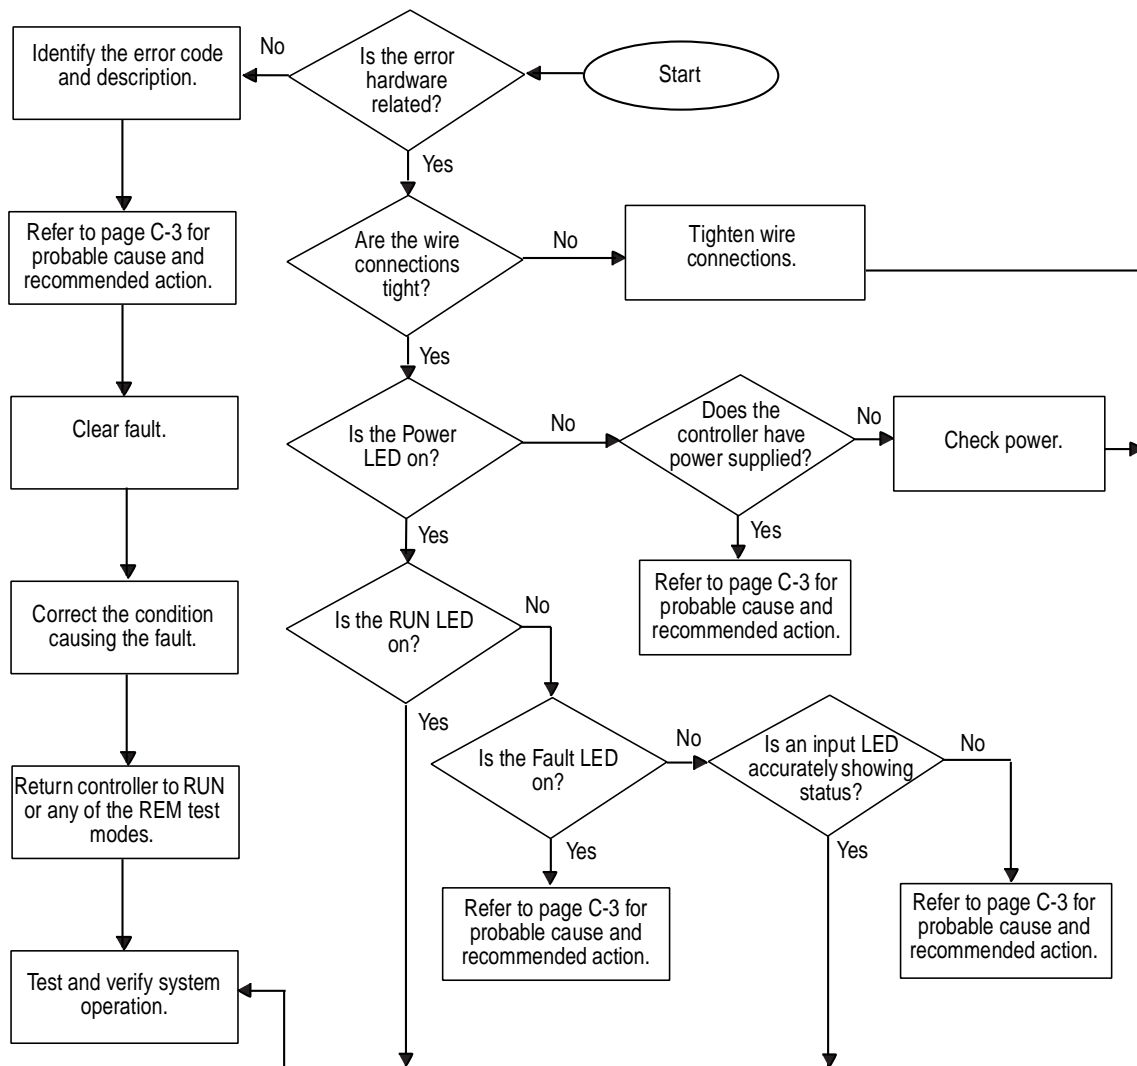 Start
Is the error
hardware
related?
No
Identify the error code
and description.
Yes
Refer to page C-3 for
probable cause and
recommended action.
Are the wire
connections
tight?
No
Tighten wire
connections.
Yes
Clear fault.
Is the Power
LED on?
No
Does the
controller have
power supplied?
No
Check power.
Yes
Yes
Refer to page C-3 for
probable cause and
recommended action.
Correct the condition
causing the fault.
Is the RUN LED
on?
No
Yes
Is the Fault LED
on?
No
Is an input LED
accurately showing
status?
No
Return controller to RUN
or any of the REM test
modes.
Yes
Yes
Refer to page C-3 for
probable cause and
recommended action.
Refer to page C-3 for
probable cause and
recommended action.
Test and verify system
operation.